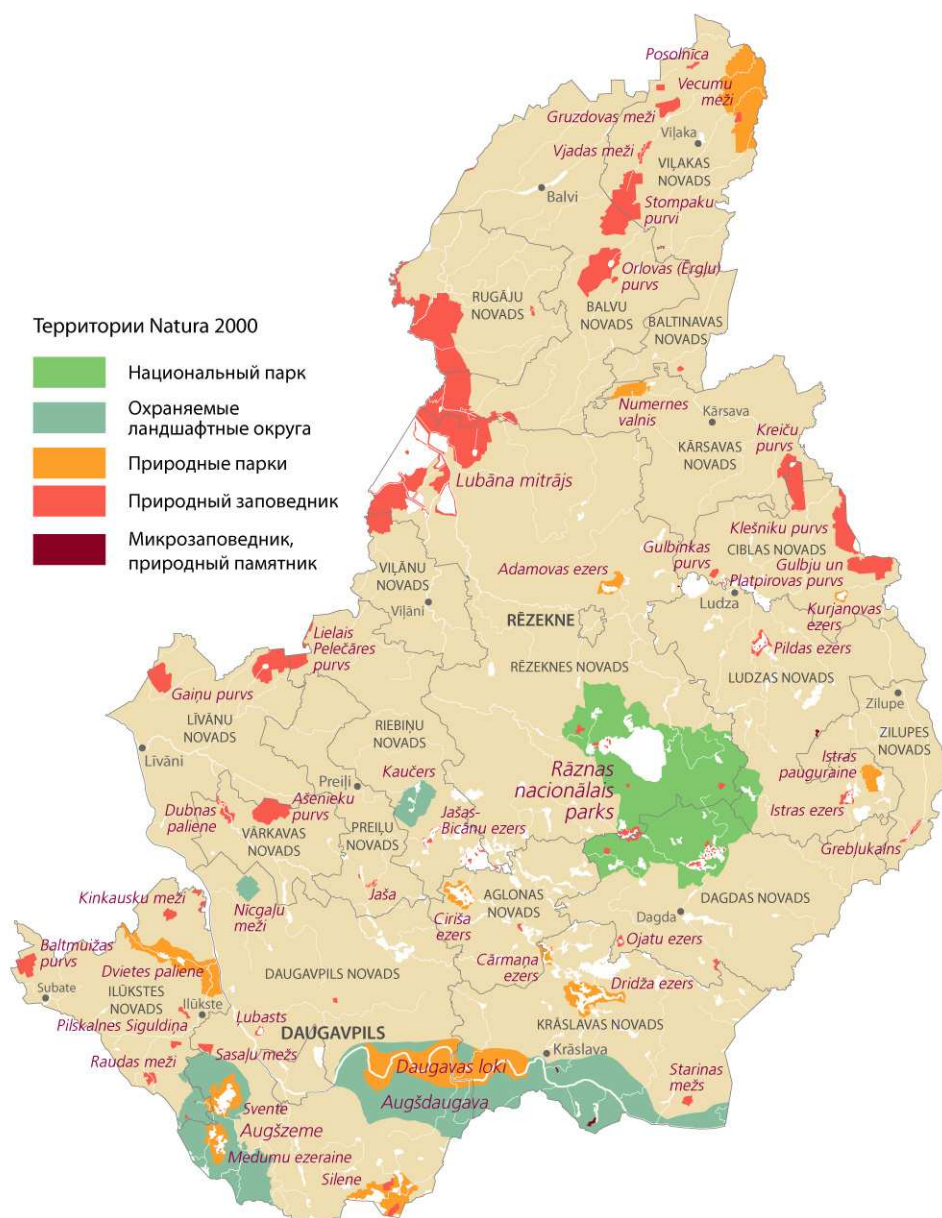 Posolnīca
Vecumu
meži
Gruzdovas meži
Viļaka
Vjadas meži
VIĻAKAS
NOVADS
Balvi
Stompaku
purvi
Orlovas (Ērgļu)
purvs
RUGĀJU
NOVADS
BALVU
NOVADS
BALTINAVAS
NOVADS
Территории Natura 2000
Национальный парк
Охраняемые
ландшафтные округа
Природные парки
Природный заповедник
Микрозаповедник,
природный памятник
Numernes
valnis
Kārsava
KĀRSAVAS
NOVADS
Kreiču
purvs
Lubāna mitrājs
Klešniku purvs
CIBLAS NOVADS
Gulbju un
Platpirovas purvs
Gulbinkas
purvs
Adamovas ezers
VIĻĀNU
NOVADS
Viļāni
Ludza
Kurjanovas
ezers
RĒZEKNE
Pildas ezers
Lielais
Pelečāres
purvs
Gaiņu purvs
RĒZEKNES NOVADS
LUDZAS NOVADS
LĪVĀNU
NOVADS
Līvāni
RIEBIŅU
NOVADS
Zilupe
ZILUPES
NOVADS
Preiļi
Kaučers
Rāznas
nacionālais
parks
Istras
pauguraine
Istras ezers
Dubnas
paliene
Ašenieku
purvs
VĀRKAVAS
NOVADS
PREIĻU
NOVADS
Jašas-
Bicānu ezers
Grebļukalns
Kinkausku meži
Nīcgaļu
meži
Jaša
AGLONAS
NOVADS
Cirīša
ezers
DAGDAS NOVADS
Dagda
Baltmuižas
purvs
Subate
Dvietes paliene
ILŪKSTES
NOVADS
Ilūkste
DAUGAVPILS NOVADS
Ojatu ezers
Cārmaņa
ezers
Dridža ezers
KRĀSLAVAS NOVADS
Pilskalnes Siguldiņa
Ļubasts
DAUGAVPILS
Krāslava
Raudas meži
Sasaļu mežs
Daugavas loki
Augšdaugava
Starinas
mežs
Svente
Augšzeme
Medumu ezeraine
Silene